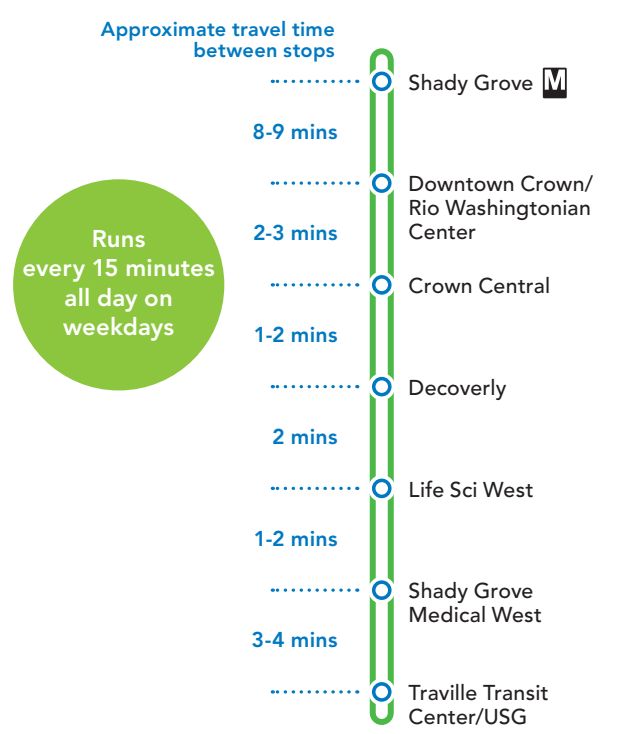 Approximate travel time
between stops
Shady Grove M
8-9 mins
Downtown Crown/
Rio Washingtonian
Center
2-3 mins
Runs
every 15 minutes
all day on
weekdays
Crown Central
1-2 mins
Decoverly
2 mins
Life Sci West
1-2 mins
Shady Grove
Medical West
3-4 mins
Traville Transit
Center/USG